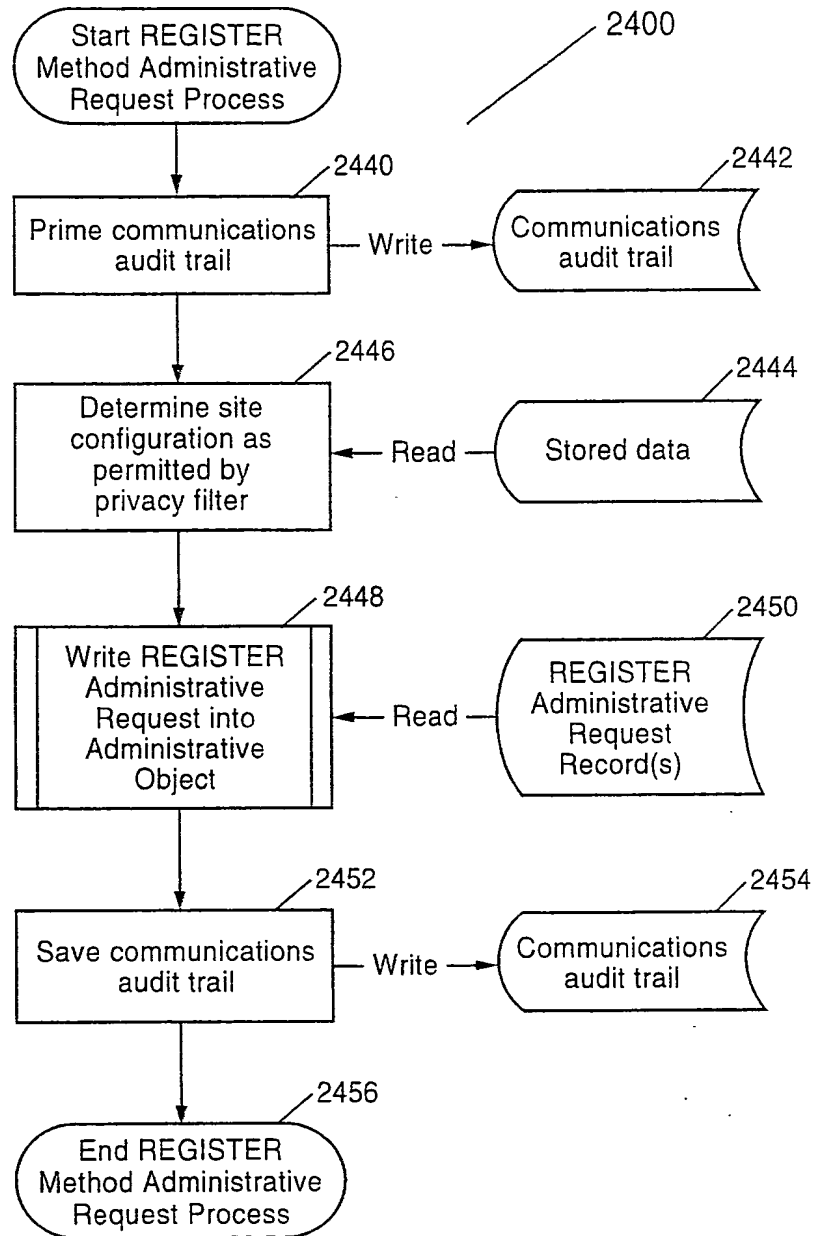 Start REGISTER
Method Administrative
Request Process
2400
2440
Prime communications
audit trail
Write
2442
Communications
audit trail
2446
Determine site
configuration as
permitted by
privacy filter
Read
2444
Stored data
2448
Write REGISTER
Administrative
Request into
Administrative
Object
Read
2450
REGISTER
Administrative
Request
Record(s)
2452
Save communications
audit trail
Write
2454
Communications
audit trail
2456
End REGISTER
Method Administrative
Request Process